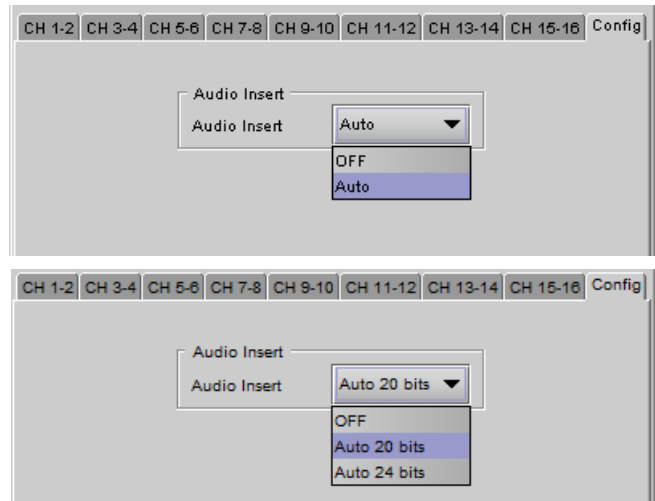 CH 1-2 CH 3-4 CH 5-6 CH 7-8 CH 9-10 CH 11-12 CH 13-14 CH 15-16 Config
Audio Insert
Audio Insert Auto
OFF
Auto
CH 1-2 CH 3-4 CH 5-6 CH 7-8 CH 9-10 CH 11-12 CH 13-14 CH 15-16 Config
Audio Insert
Audio Insert Auto 20 bits
OFF
Auto 20 bits
Auto 24 bits